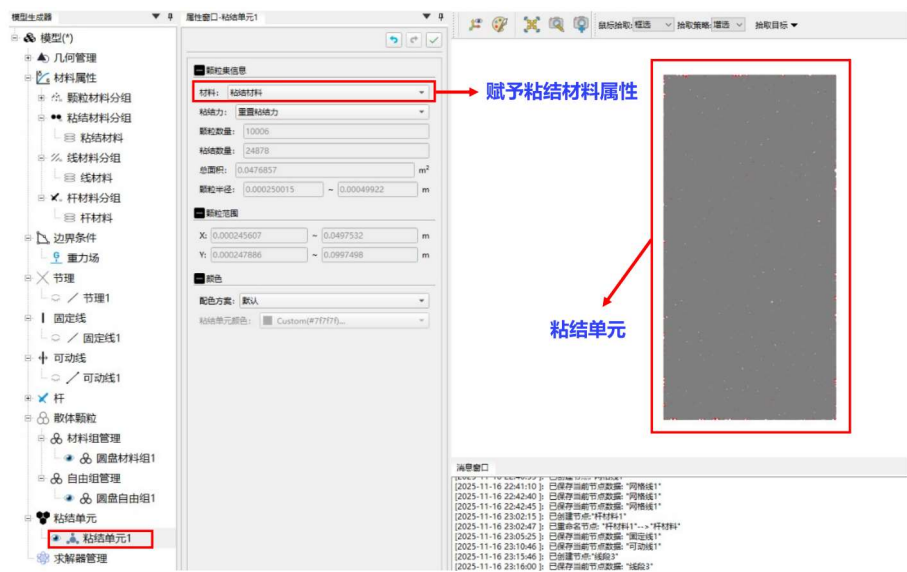 模型生成器
属性窗口-粘结单元1
鼠标抽取: 框选
抽取策略: 增选
抽取目标
模型(*)
几何管理
材料属性
颗粒材料分组
粘结材料分组
粘结材料
线材料分组
线材料
杆材料分组
杆材料
边界条件
重力场
节理
节理1
固定线
固定线1
可动线
可动线1
杆
散体颗粒
材料组管理
圆盘材料组1
自由组管理
圆盘自由组1
粘结单元
粘结单元1
求解器管理
颗粒集信息
材料: 粘结材料
粘结力: 重置粘结力
颗粒数量: 10006
粘结数量: 24878
总面积: 0.0476857 m²
颗粒半径: 0.000250015 ~ 0.00049922 m
颗粒范围
X: 0.000245607 ~ 0.0497532 m
Y: 0.000247886 ~ 0.0997498 m
颜色
配色方案: 默认
粘结单元颜色: Custom(#7f7f7f)...
赋予粘结材料属性
粘结单元
消息窗口
[2025-11-16 22:41:10 ]: 已保存当前节点数据: "网格线1"
[2025-11-16 22:42:40 ]: 已保存当前节点数据: "网格线1"
[2025-11-16 22:42:45 ]: 已保存当前节点数据: "网格线1"
[2025-11-16 23:02:15 ]: 已创建节点:"杆材料1"
[2025-11-16 23:02:47 ]: 已重命名节点: "杆材料1"-->"杆材料"
[2025-11-16 23:05:25 ]: 已保存当前节点数据: "固定线1"
[2025-11-16 23:10:46 ]: 已保存当前节点数据: "可动线1"
[2025-11-16 23:15:46 ]: 已创建节点:"线段3"
[2025-11-16 23:16:00 ]: 已保存当前节点数据: "线段3"